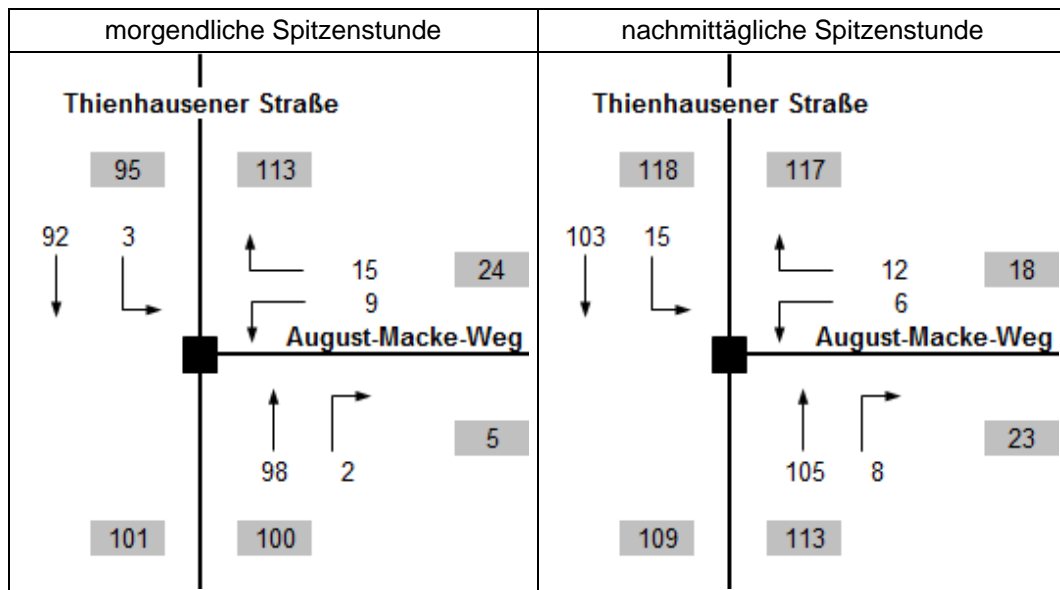 morgendliche Spitzenstunde
Thienhausener Straße
95 113
92 3
15 24
9
August-Macke-Weg
5
98 2
101 100
nachmittägliche Spitzenstunde
Thienhausener Straße
118 117
103 15
12 18
6
August-Macke-Weg
23
105 8
109 113